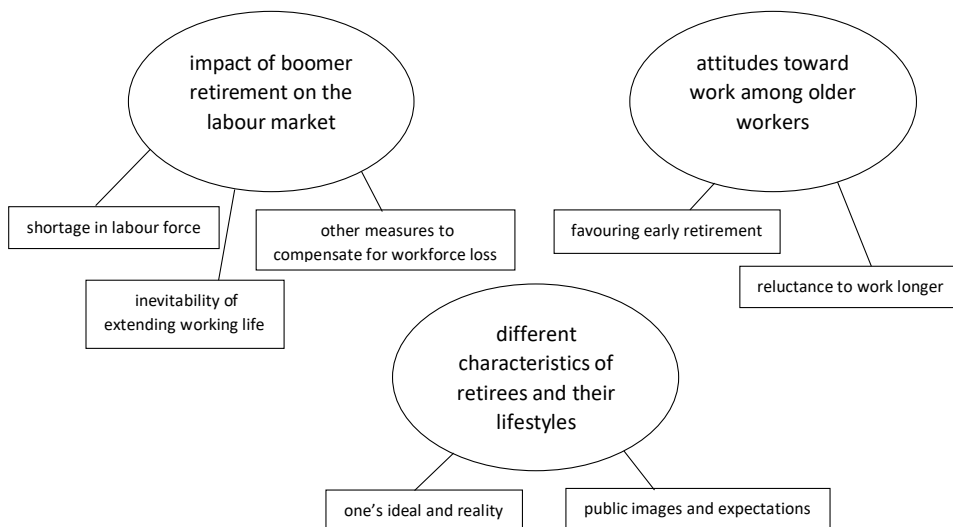 impact of boomer
retirement on the
labour market
attitudes toward
work among older
workers
shortage in labour force
other measures to
compensate for workforce loss
favouring early retirement
inevitability of
extending working life
reluctance to work longer
different
characteristics of
retirees and their
lifestyles
one’s ideal and reality
public images and expectations